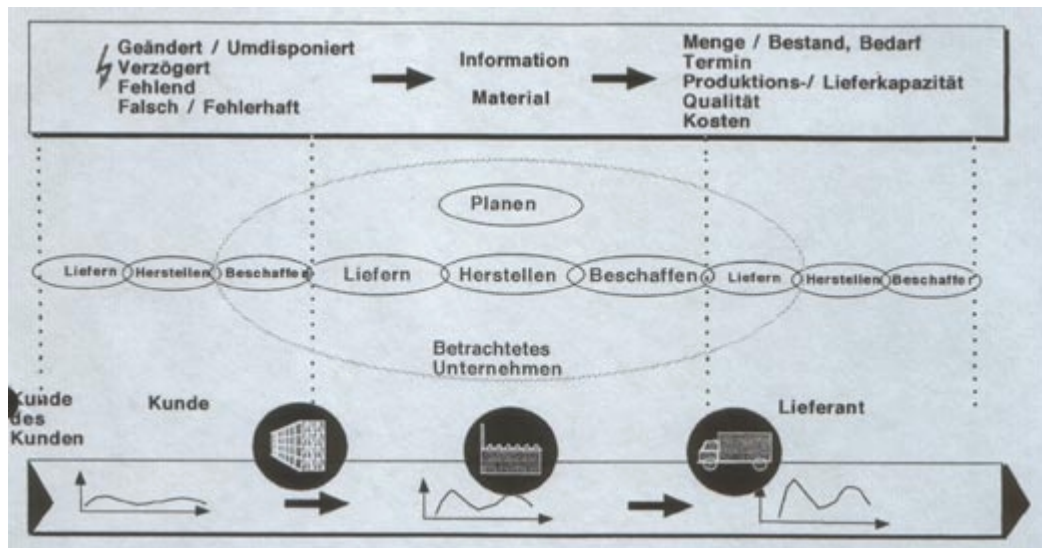 Geändert / Umdisponiert
Verzögert
Fehlend
Falsch / Fehlerhaft
Information
Material
Menge / Bestand, Bedarf
Termin
Produktions-/ Lieferkapazität
Qualität
Kosten
Planen
Liefern Herstellen Beschaffen Liefern Herstellen Beschaffen Liefern Herstellen Beschaffen
Betrachtetes
Unternehmen
Kunde
des
Kunden
Kunde
Lieferant